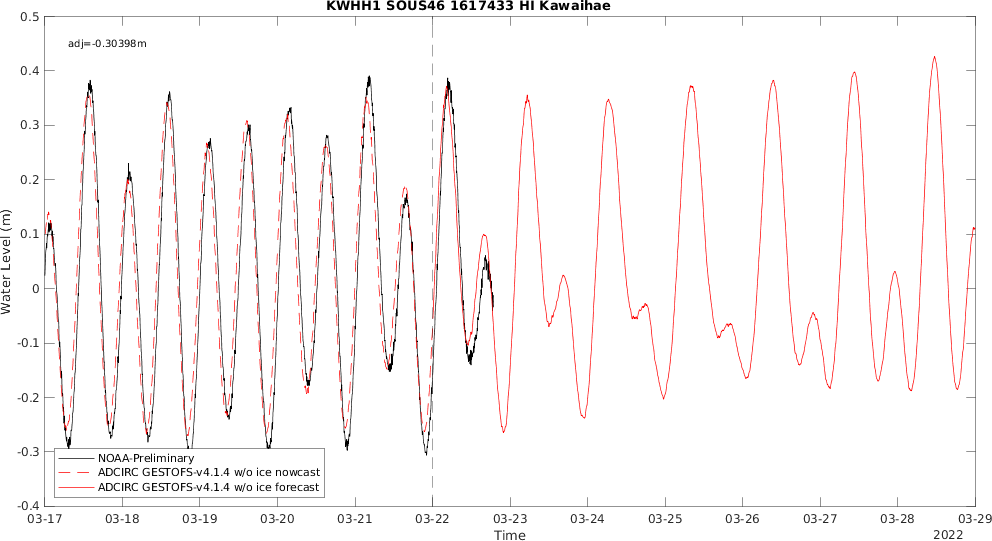 KWHH1 SOUS46 1617433 HI Kawaihae
adj=-0.30398m
0.5
0.4
0.3
0.2
0.1
0
-0.1
-0.2
-0.3
-0.4
Water Level (m)
NOAA-Preliminary
ADCIRC GESTOFS-v4.1.4 w/o ice nowcast
ADCIRC GESTOFS-v4.1.4 w/o ice forecast
03-17 03-18 03-19 03-20 03-21 03-22 03-23 03-24 03-25 03-26 03-27 03-28 03-29
Time
2022